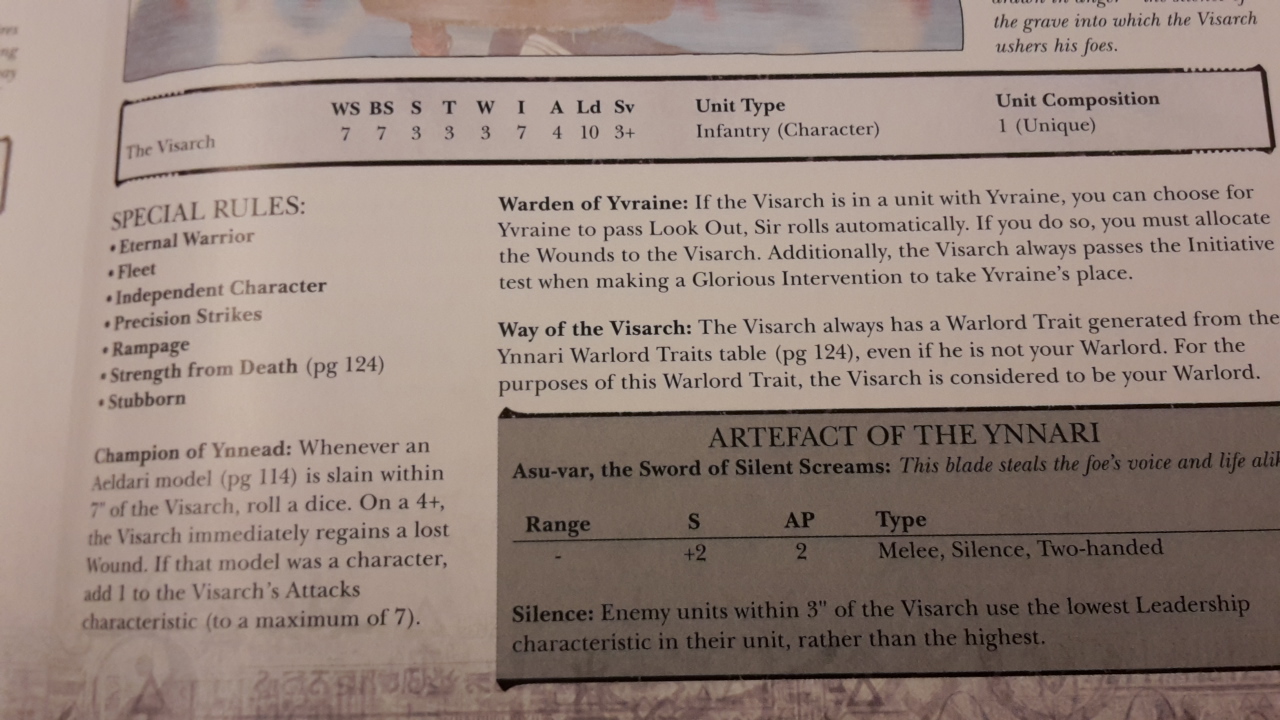 the grave into which the Visarch
ushers his foes.
WS BS S T W I A Ld Sv
Unit Type
Unit Composition
The Visarch
7 7 3 3 3 7 4 10 3+
Infantry (Character)
1 (Unique)
SPECIAL RULES:
• Eternal Warrior
• Fleet
• Independent Character
• Precision Strikes
• Rampage
• Strength from Death (pg 124)
• Stubborn
Champion of Ynnead: Whenever an
Aeldari model (pg 114) is slain within
7" of the Visarch, roll a dice. On a 4+,
the Visarch immediately regains a lost
Wound. If that model was a character,
add 1 to the Visarch's Attacks
characteristic (to a maximum of 7).
Warden of Yvraine: If the Visarch is in a unit with Yvraine, you can choose for
Yvraine to pass Look Out, Sir rolls automatically. If you do so, you must allocate
the Wounds to the Visarch. Additionally, the Visarch always passes the Initiative
test when making a Glorious Intervention to take Yvraine's place.
Way of the Visarch: The Visarch always has a Warlord Trait generated from the
Ynnari Warlord Traits table (pg 124), even if he is not your Warlord. For the
purposes of this Warlord Trait, the Visarch is considered to be your Warlord.
ARTEFACT OF THE YNNARI
Asu-var, the Sword of Silent Screams: This blade steals the foe's voice and life
Range S AP Type
- +2 2 Melee, Silence, Two-handed
Silence: Enemy units within 3" of the Visarch use the lowest Leadership
characteristic in their unit, rather than the highest.